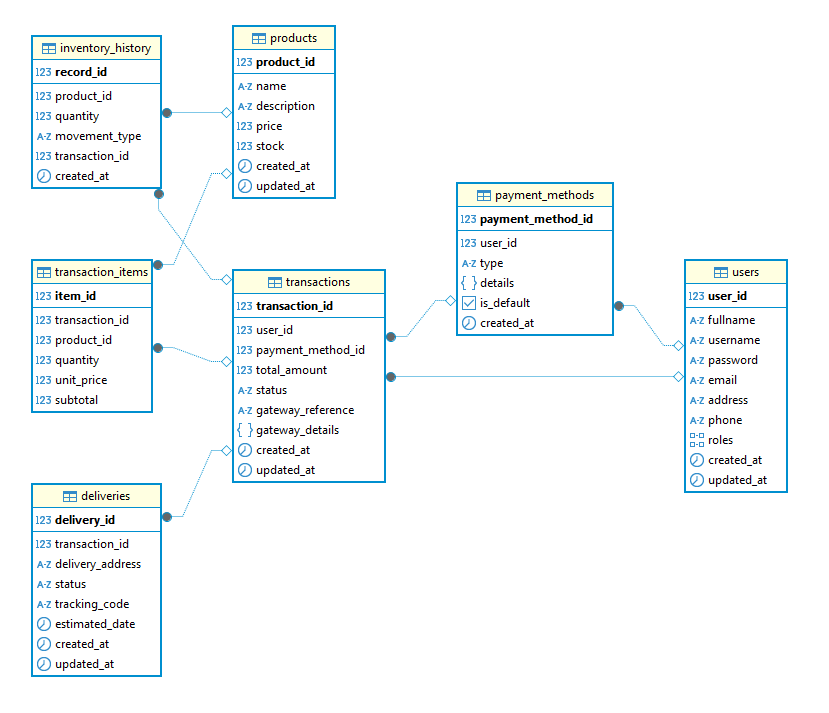 inventory_history
123 record_id
123 product_id
123 quantity
A-Z movement_type
123 transaction_id
created_at
products
123 product_id
A-Z name
A-Z description
123 price
123 stock
created_at
updated_at
transaction_items
123 item_id
123 transaction_id
123 product_id
123 quantity
123 unit_price
123 subtotal
transactions
123 transaction_id
123 user_id
123 payment_method_id
123 total_amount
A-Z status
A-Z gateway_reference
{ } gateway_details
created_at
updated_at
payment_methods
123 payment_method_id
123 user_id
A-Z type
{ } details
is_default
created_at
users
123 user_id
A-Z fullname
A-Z username
A-Z password
A-Z email
A-Z address
A-Z phone
roles
created_at
updated_at
deliveries
123 delivery_id
123 transaction_id
A-Z delivery_address
A-Z status
A-Z tracking_code
estimated_date
created_at
updated_at